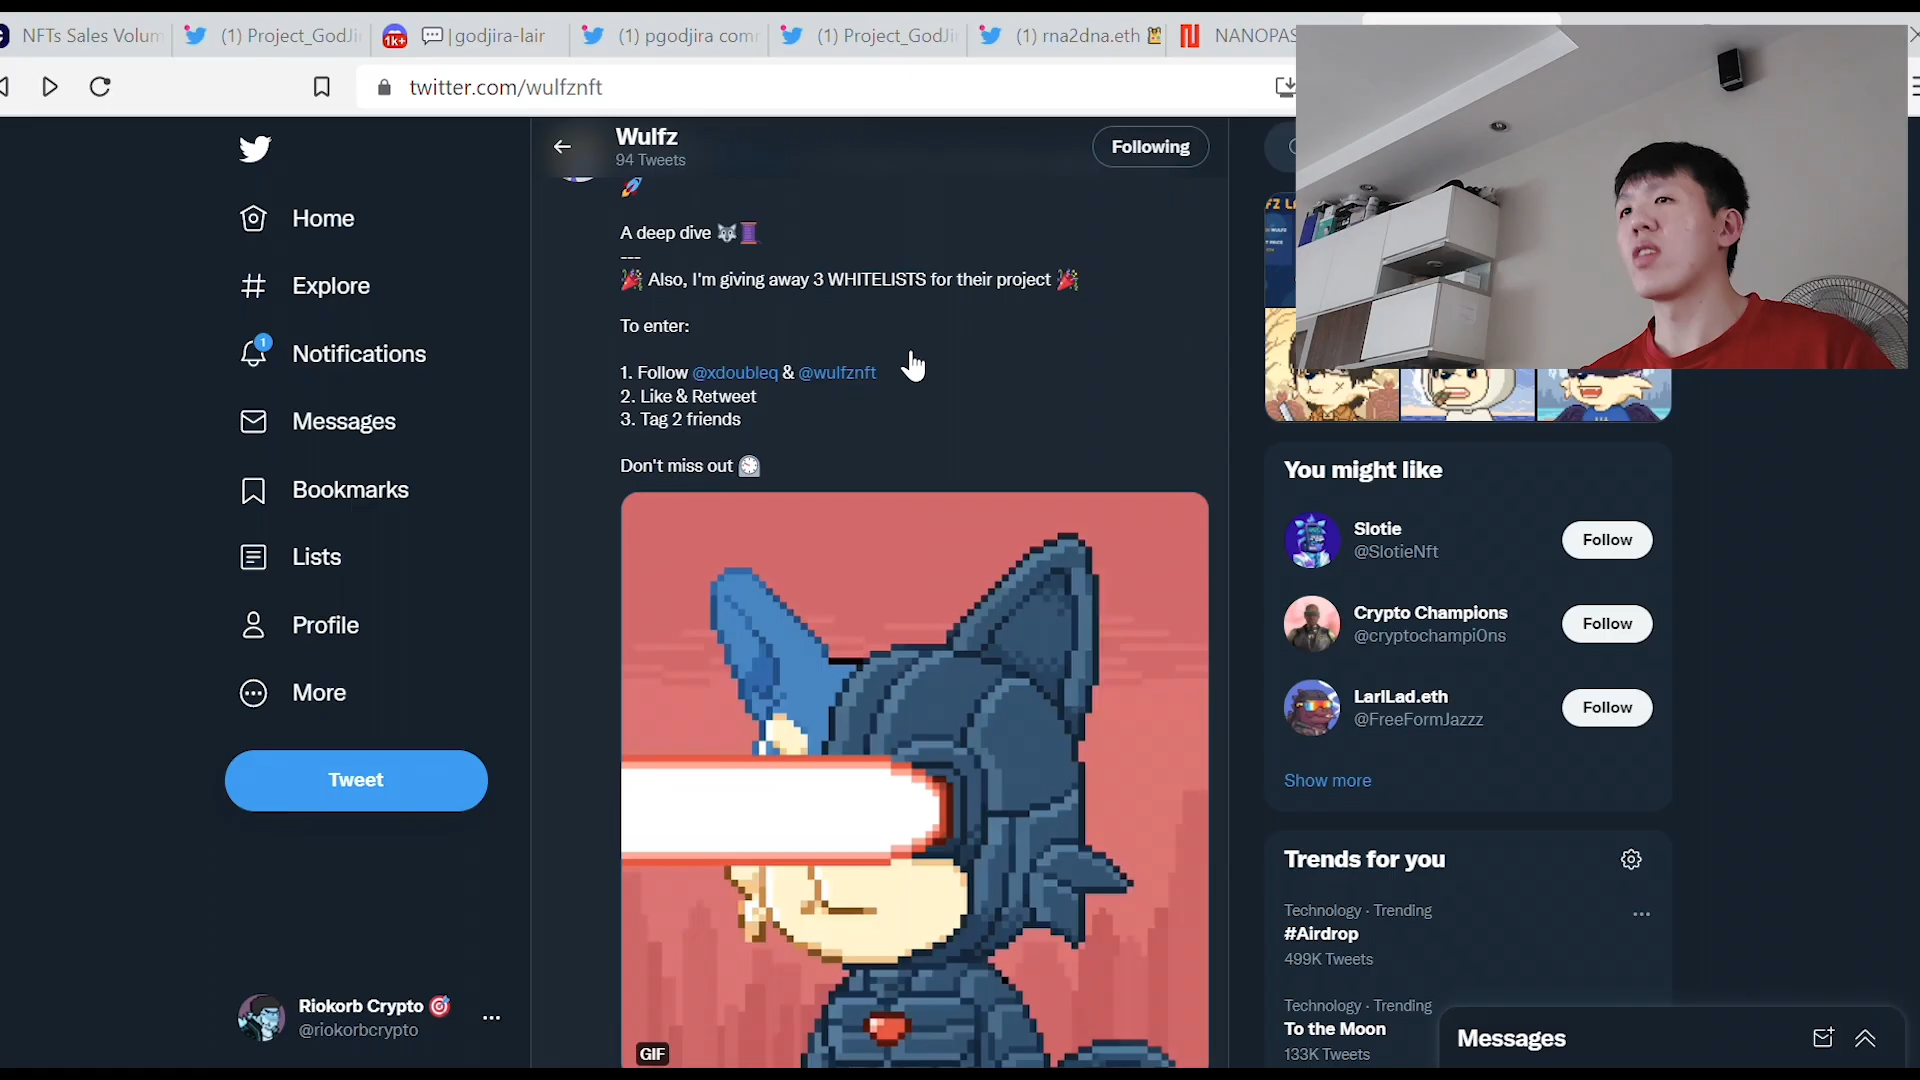 NFTs Sales Volum
(1) Project_GodJi
1k+
|godjira-lair
(1) pgodjira com
(1) Project_GodJi
(1) rna2dna.eth
NANOPAS
twitter.com/wulfznft
Wulfz
94 Tweets
Following
Home
Explore
1
Notifications
Messages
Bookmarks
Lists
Profile
More
Tweet
Riokorb Crypto
@riokorbcrypto
A deep dive
---
Also, I'm giving away 3 WHITELISTS for their project
To enter:
1. Follow @xdoubleq & @wulfznft
2. Like & Retweet
3. Tag 2 friends
Don't miss out
GIF
You might like
Slotie
@SlotieNft
Follow
Crypto Champions
@cryptochampi0ns
Follow
LarlLad.eth
@FreeFormJazzz
Follow
Show more
Trends for you
Technology · Trending
#Airdrop
499K Tweets
Technology · Trending
To the Moon
133K Tweets
Messages